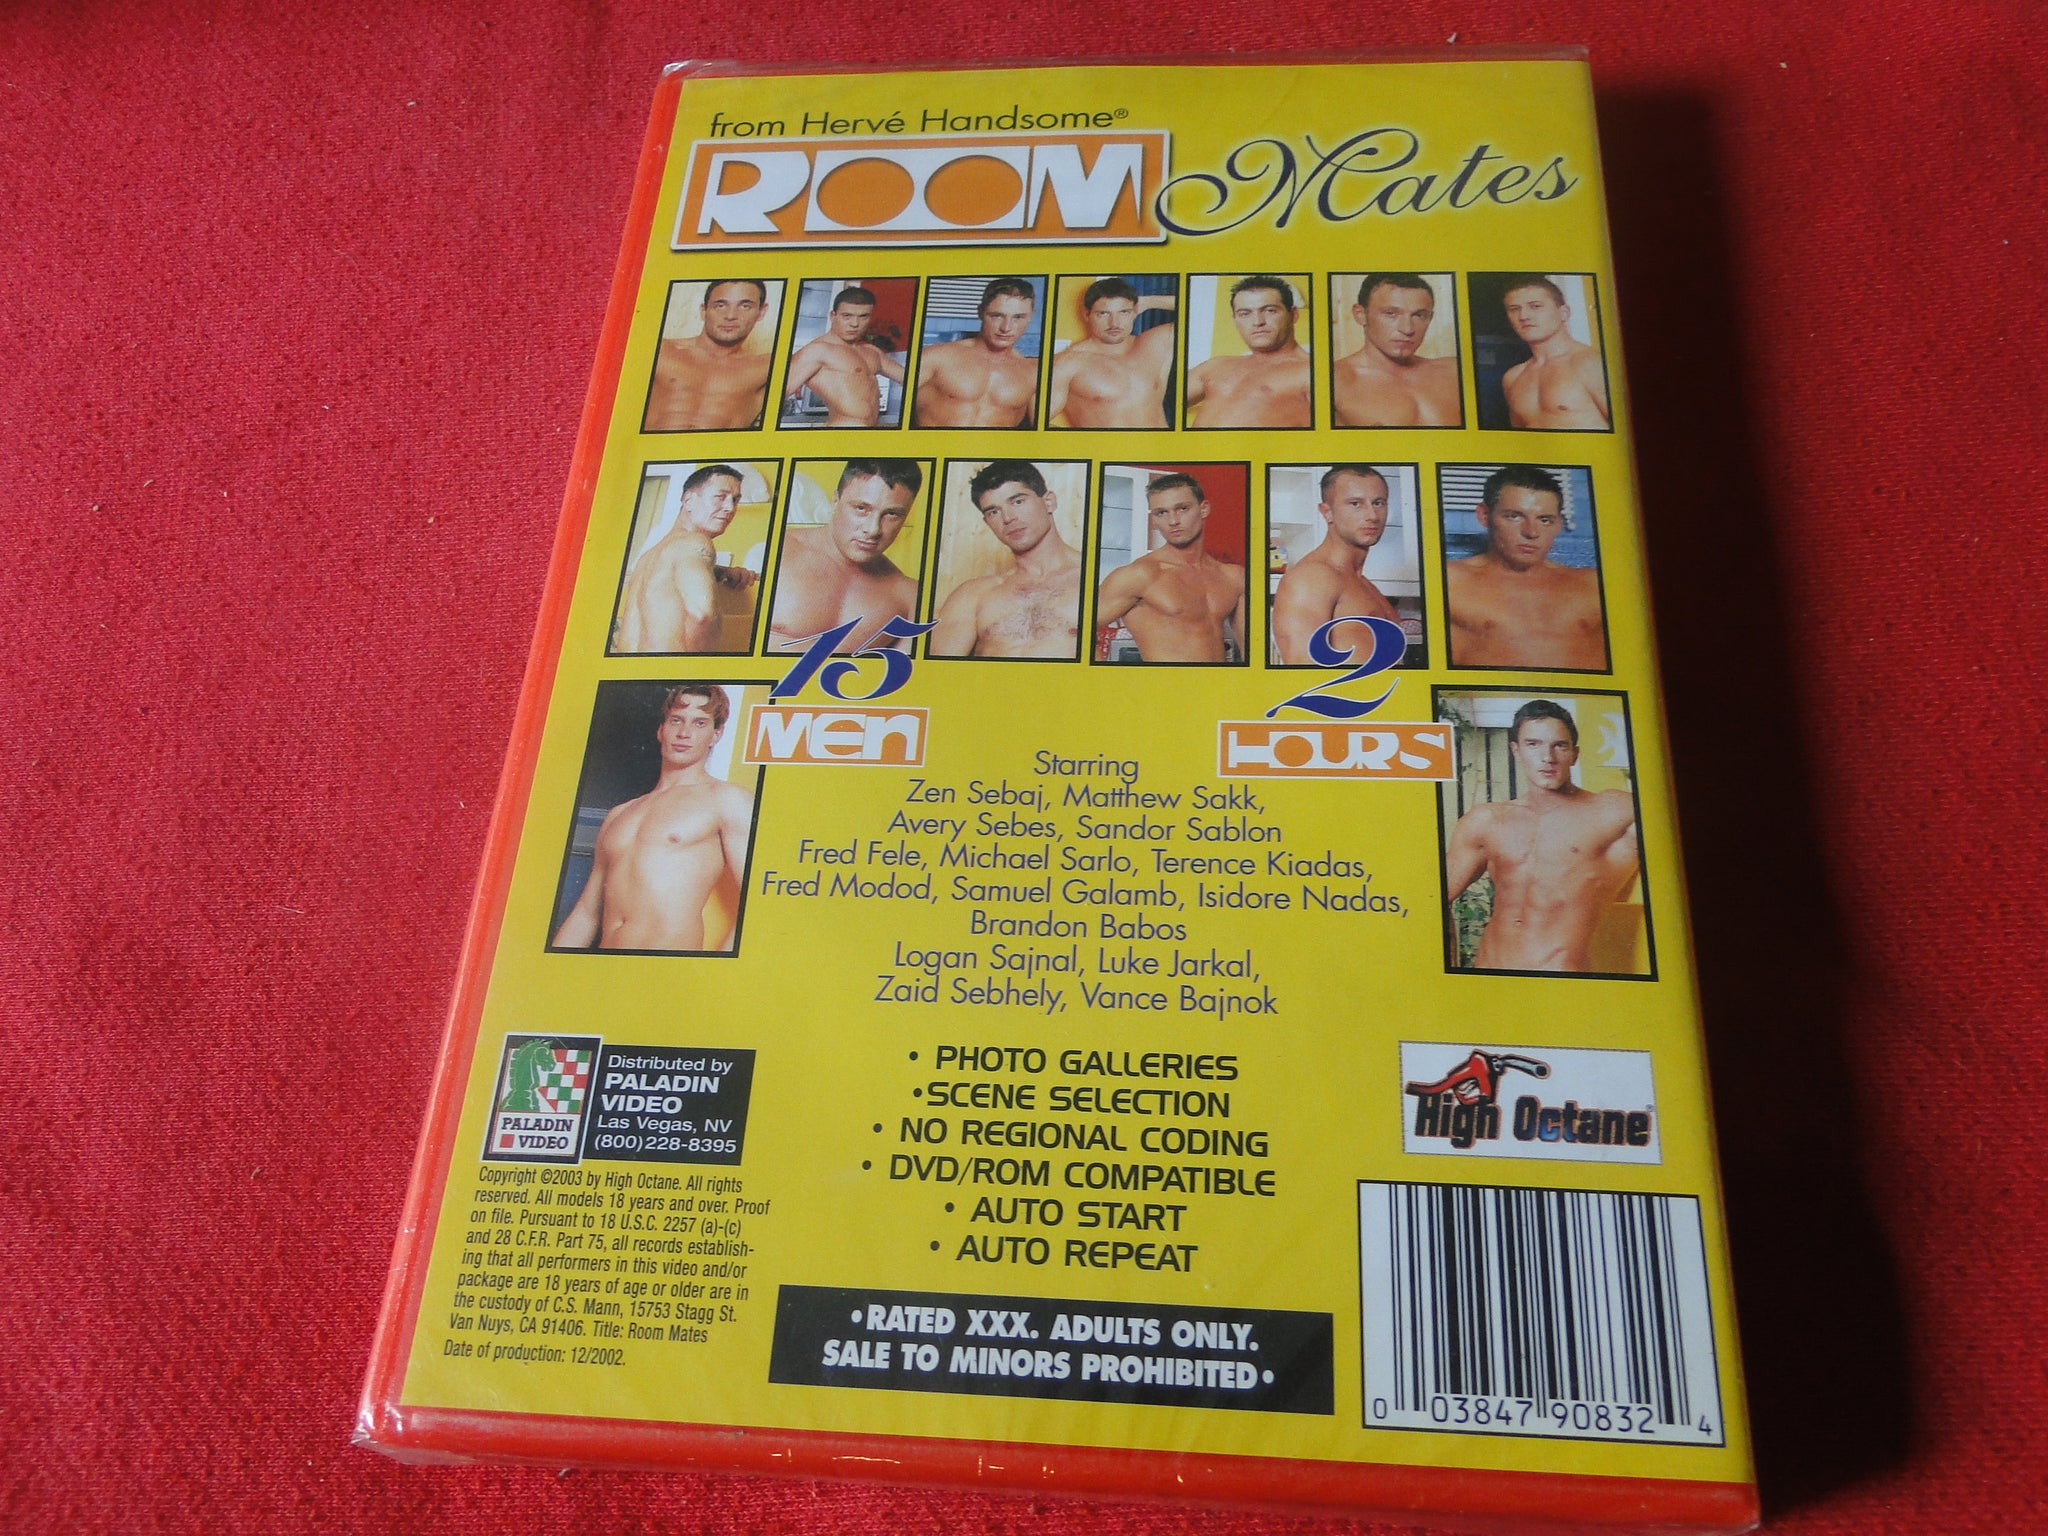 from Hervé Handsome®
ROOM Mates
15
MEN
2
HOURS
Starring
Zen Sebaj, Matthew Sakk,
Avery Sebes, Sandor Sablon
Fred Fele, Michael Sarlo, Terence Kiadas,
Fred Modod, Samuel Galamb, Isidore Nadas,
Brandon Babos
Logan Sajnal, Luke Jarkal,
Zaid Sebhely, Vance Bajnok
• PHOTO GALLERIES
• SCENE SELECTION
• NO REGIONAL CODING
• DVD/ROM COMPATIBLE
• AUTO START
• AUTO REPEAT
PALADIN
VIDEO
Distributed by
PALADIN
VIDEO
Las Vegas, NV
(800)228-8395
Copyright ©2003 by High Octane. All rights
reserved. All models 18 years and over. Proof
on file. Pursuant to 18 U.S.C. 2257 (a)-(c)
and 28 C.F.R. Part 75, all records establish-
ing that all performers in this video and/or
package are 18 years of age or older are in
the custody of C.S. Mann, 15753 Stagg St.
Van Nuys, CA 91406. Title: Room Mates
Date of production: 12/2002.
• RATED XXX. ADULTS ONLY.
SALE TO MINORS PROHIBITED •
High Octane
0 03847 90832 4